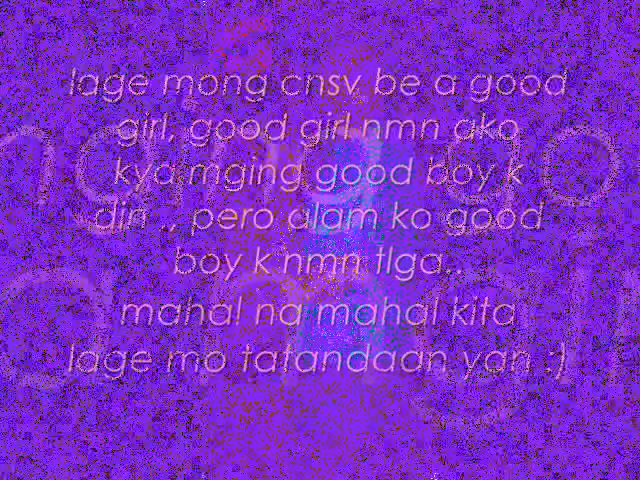 lage mong cnsv be a good
girl, good girl nmn ako
kya mging good boy k
din ., pero alam ko good
boy k nmn tlga..
mahal na mahal kita
lage mo tatandaan yan :)